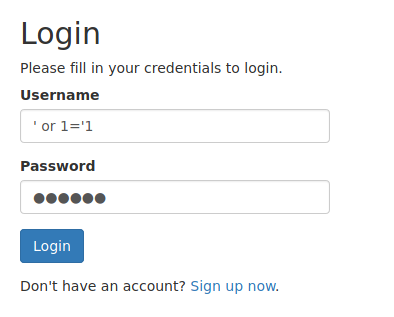 Login
Please fill in your credentials to login.
Username
' or 1='1
Password
●●●●●●
Login
Don't have an account? Sign up now.